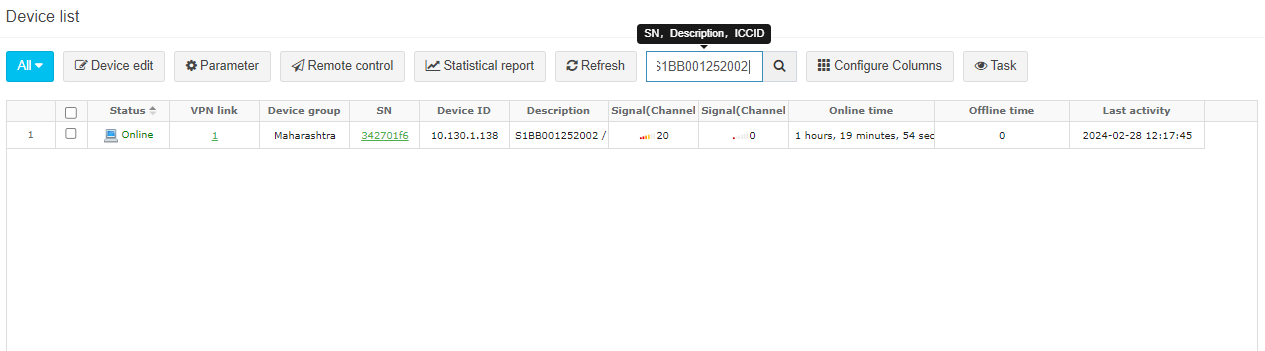 Device list
SN, Description, ICCID
All Device edit Parameter Remote control Statistical report Refresh S1BB001252002 Configure Columns Task
Status VPN link Device group SN Device ID Description Signal(Channel Signal(Channel Online time Offline time Last activity
1 Online 1 Maharashtra 342701f6 10.130.1.138 S1BB001252002 / 20 0 1 hours, 19 minutes, 54 sec 0 2024-02-28 12:17:45